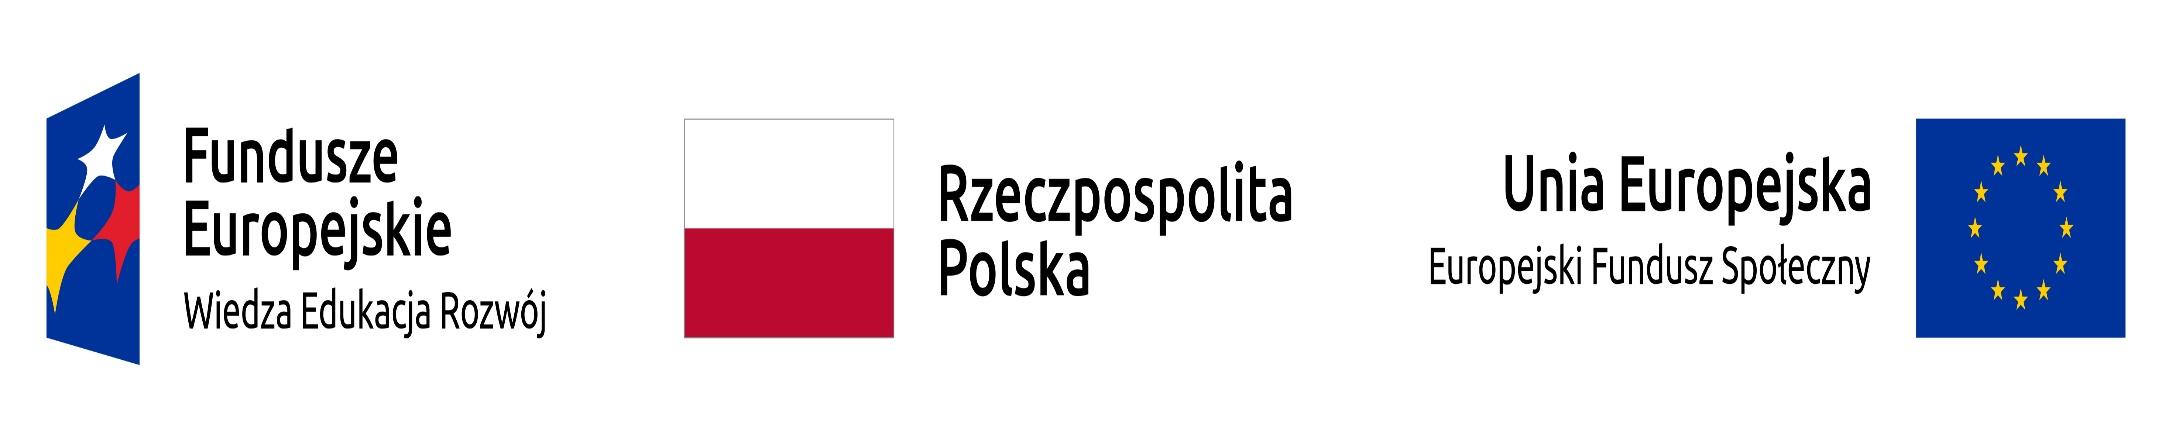 Fundusze
Europejskie
Wiedza Edukacja Rozwój
Rzeczpospolita
Polska
Unia Europejska
Europejski Fundusz Społeczny